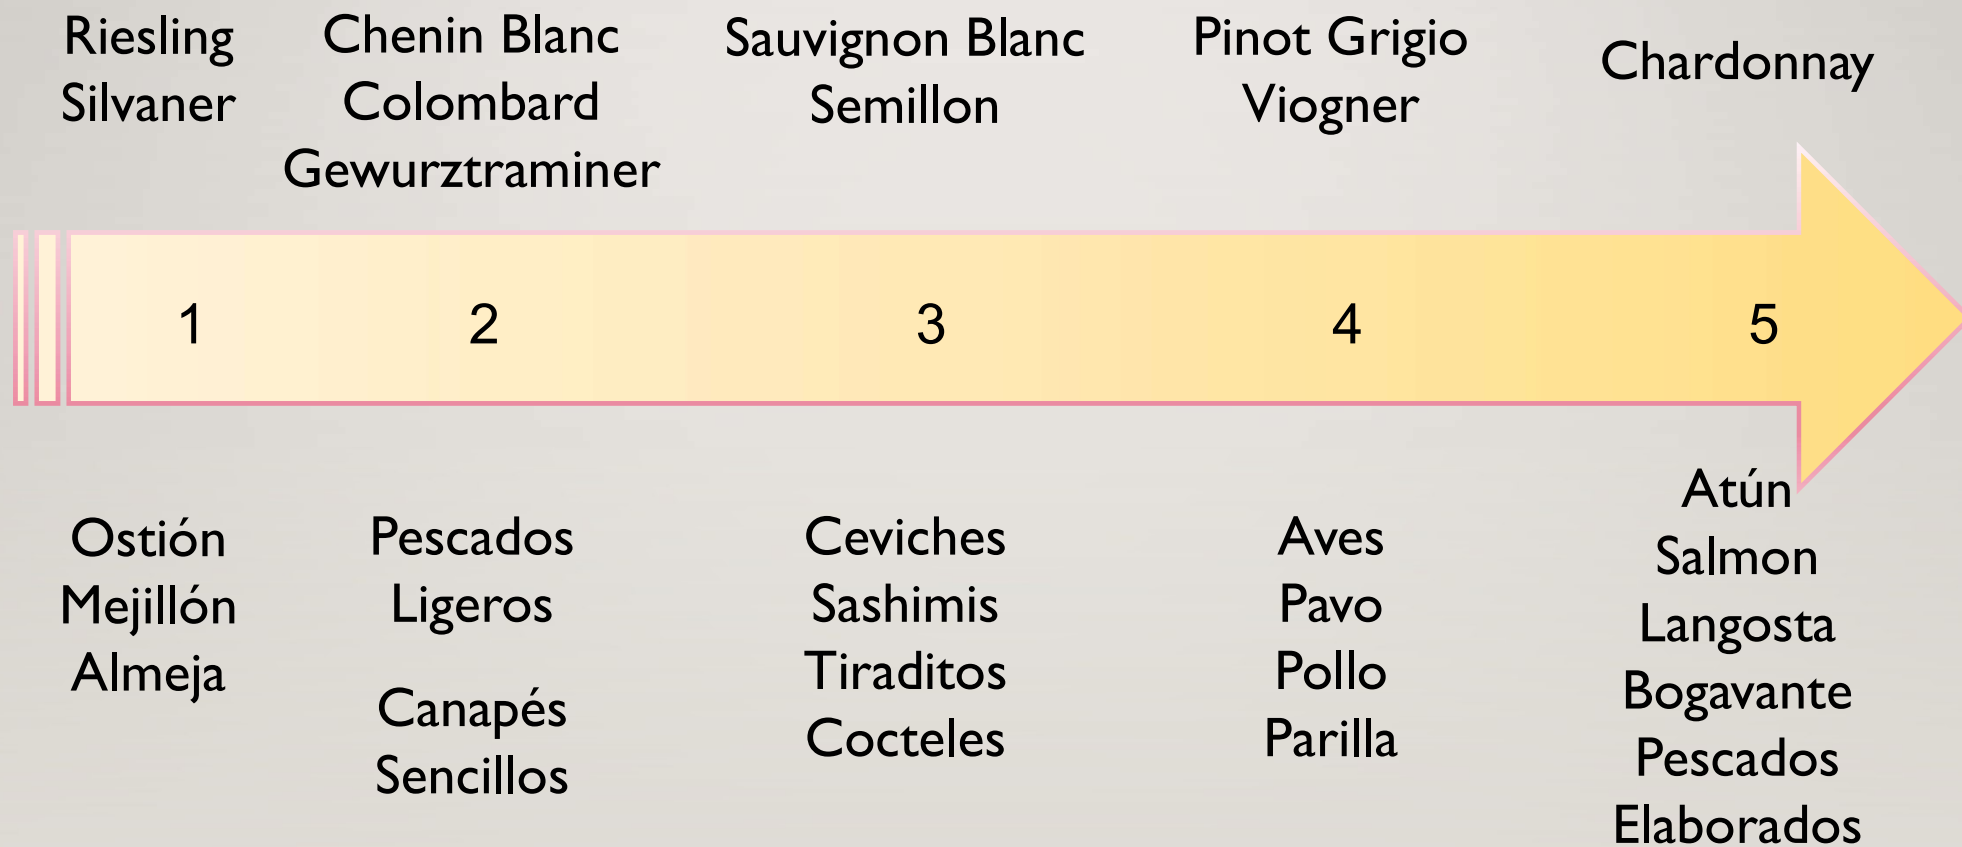 Riesling
Silvaner
Chenin Blanc
Colombard
Gewurztraminer
Sauvignon Blanc
Semillon
Pinot Grigio
Viogner
Chardonnay
1
2
3
4
5
Ostión
Mejillón
Almeja
Pescados
Ligeros
Canapés
Sencillos
Ceviches
Sashimis
Tiraditos
Cocteles
Aves
Pavo
Pollo
Parilla
Atún
Salmon
Langosta
Bogavante
Pescados
Elaborados